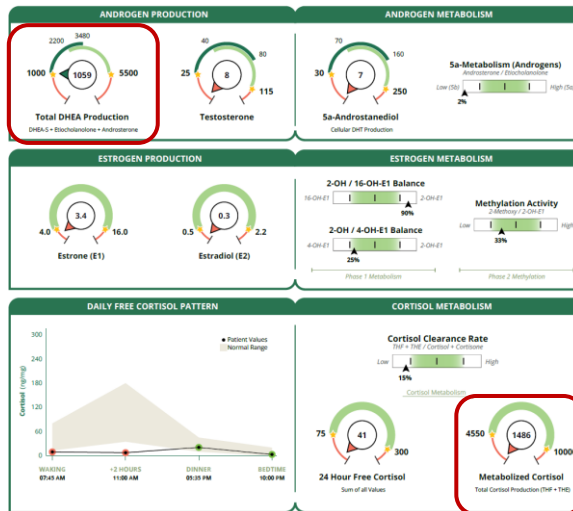 ANDROGEN PRODUCTION
2200 3480
1000 1059 5500
Total DHEA Production
DHEA-S + Etiocholanolone + Androsterone
40 80
25 8 115
Testosterone
ANDROGEN METABOLISM
70 160
30 7 250
5a-Androstanediol
Cellular DHT Production
5a-Metabolism (Androgens)
Androsterone / Etiocholanolone
Low (5b) High (5a)
2%
ESTROGEN PRODUCTION
3.4
4.0 16.0
Estrone (E1)
0.3
0.5 2.2
Estradiol (E2)
ESTROGEN METABOLISM
2-OH / 16-OH-E1 Balance
16-OH-E1 2-OH-E1
90%
2-OH / 4-OH-E1 Balance
4-OH-E1 2-OH-E1
25%
Phase 1 Metabolism
Methylation Activity
2-Methoxy / 2-OH-E1
Low High
33%
Phase 2 Methylation
DAILY FREE CORTISOL PATTERN
Patient Values
Normal Range
Cortisol (ng/mg)
300
240
180
120
60
0
WAKING +2 HOURS DINNER BEDTIME
07:45 AM 11:08 AM 05:35 PM 10:00 PM
CORTISOL METABOLISM
Cortisol Clearance Rate
THF + THE / Cortisol + Cortisone
Low High
15%
Cortisol Metabolism
75 41 300
24 Hour Free Cortisol
Sum of all Values
4550 1486 1000
Metabolized Cortisol
Total Cortisol Production (THF + THE)